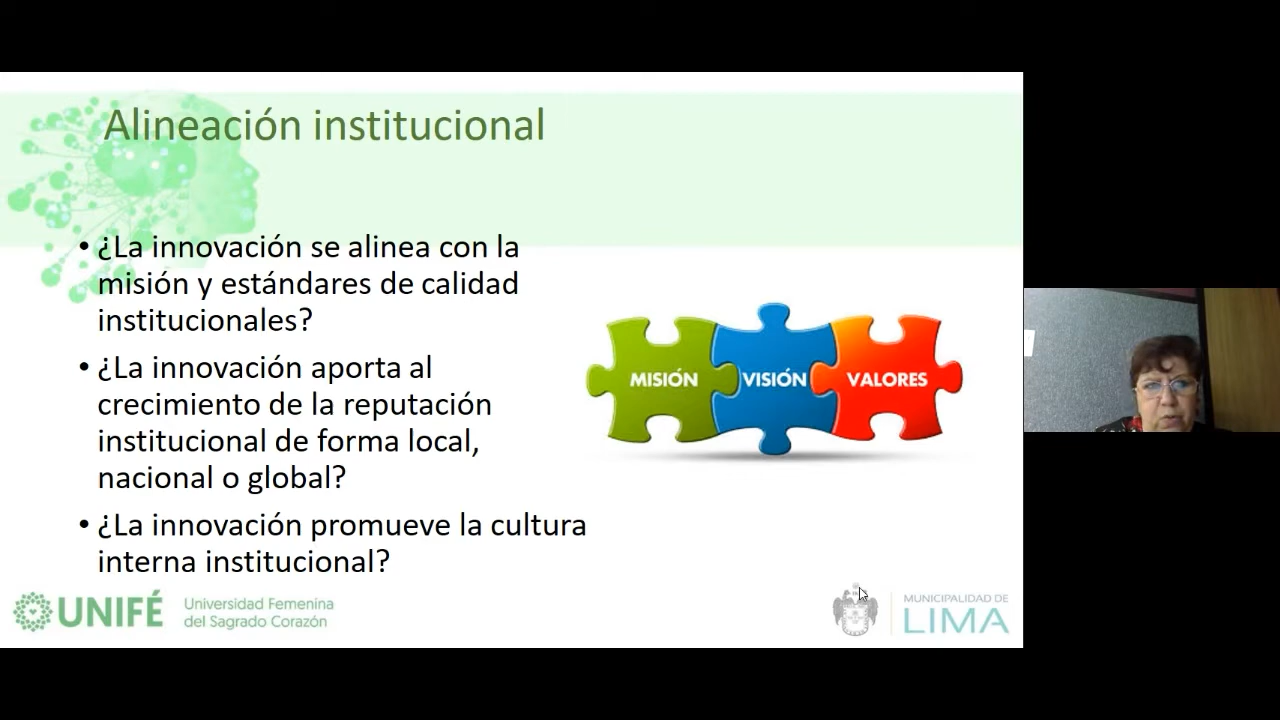 Alineación institucional
• ¿La innovación se alinea con la
misión y estándares de calidad
institucionales?
• ¿La innovación aporta al
crecimiento de la reputación
institucional de forma local,
nacional o global?
• ¿La innovación promueve la cultura
interna institucional?
MISIÓN
VISIÓN
VALORES
UNIFÉ
Universidad Femenina
del Sagrado Corazón
MUNICIPALIDAD DE
LIMA